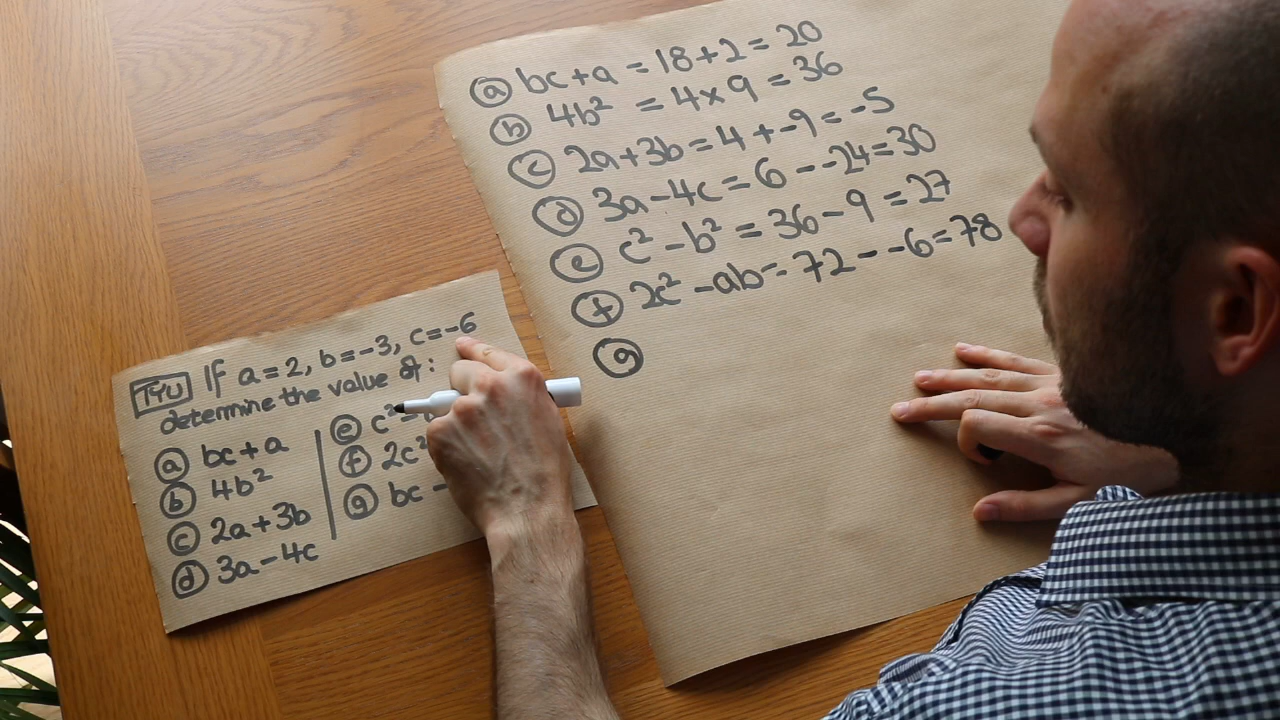 TYU If a = 2, b = -3, c = -6
determine the value of:
a bc + a
b 4b²
c 2a + 3b
d 3a - 4c
e c² -
f 2c²
g bc -
a bc + a = 18 + 2 = 20
b 4b² = 4 × 9 = 36
c 2a + 3b = 4 + -9 = -5
d 3a - 4c = 6 - -24 = 30
e c² - b² = 36 - 9 = 27
f 2c² - ab = 72 - -6 = 78
g